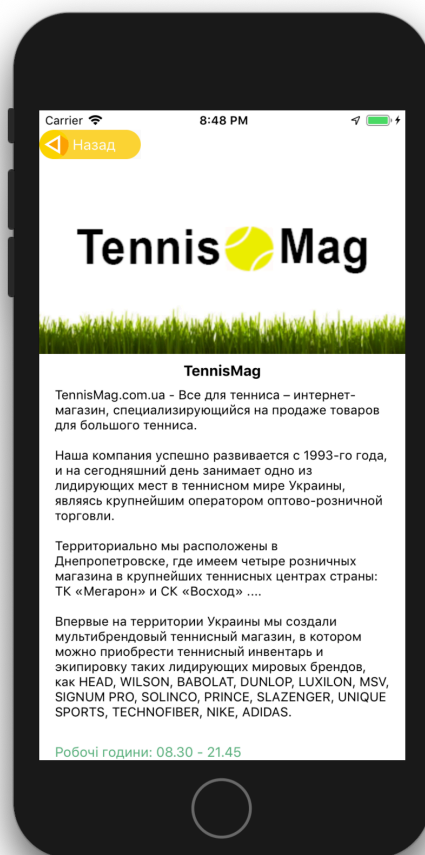 Carrier 8:48 PM
Назад
Tennis Mag
TennisMag
TennisMag.com.ua - Все для тенниса – интернет-
магазин, специализирующийся на продаже товаров
для большого тенниса.
Наша компания успешно развивается с 1993-го года,
и на сегодняшний день занимает одно из
лидирующих мест в теннисном мире Украины,
являясь крупнейшим оператором оптово-розничной
торговли.
Территориально мы расположены в
Днепропетровске, где имеем четыре розничных
магазина в крупнейших теннисных центрах страны:
ТК «Мегарон» и СК «Восход» ....
Впервые на территории Украины мы создали
мультибрендовый теннисный магазин, в котором
можно приобрести теннисный инвентарь и
экипировку таких лидирующих мировых брендов,
как HEAD, WILSON, BABOLAT, DUNLOP, LUXILON, MSV,
SIGNUM PRO, SOLINCO, PRINCE, SLAZENGER, UNIQUE
SPORTS, TECHNOFIBER, NIKE, ADIDAS.
Робочі години: 08.30 - 21.45